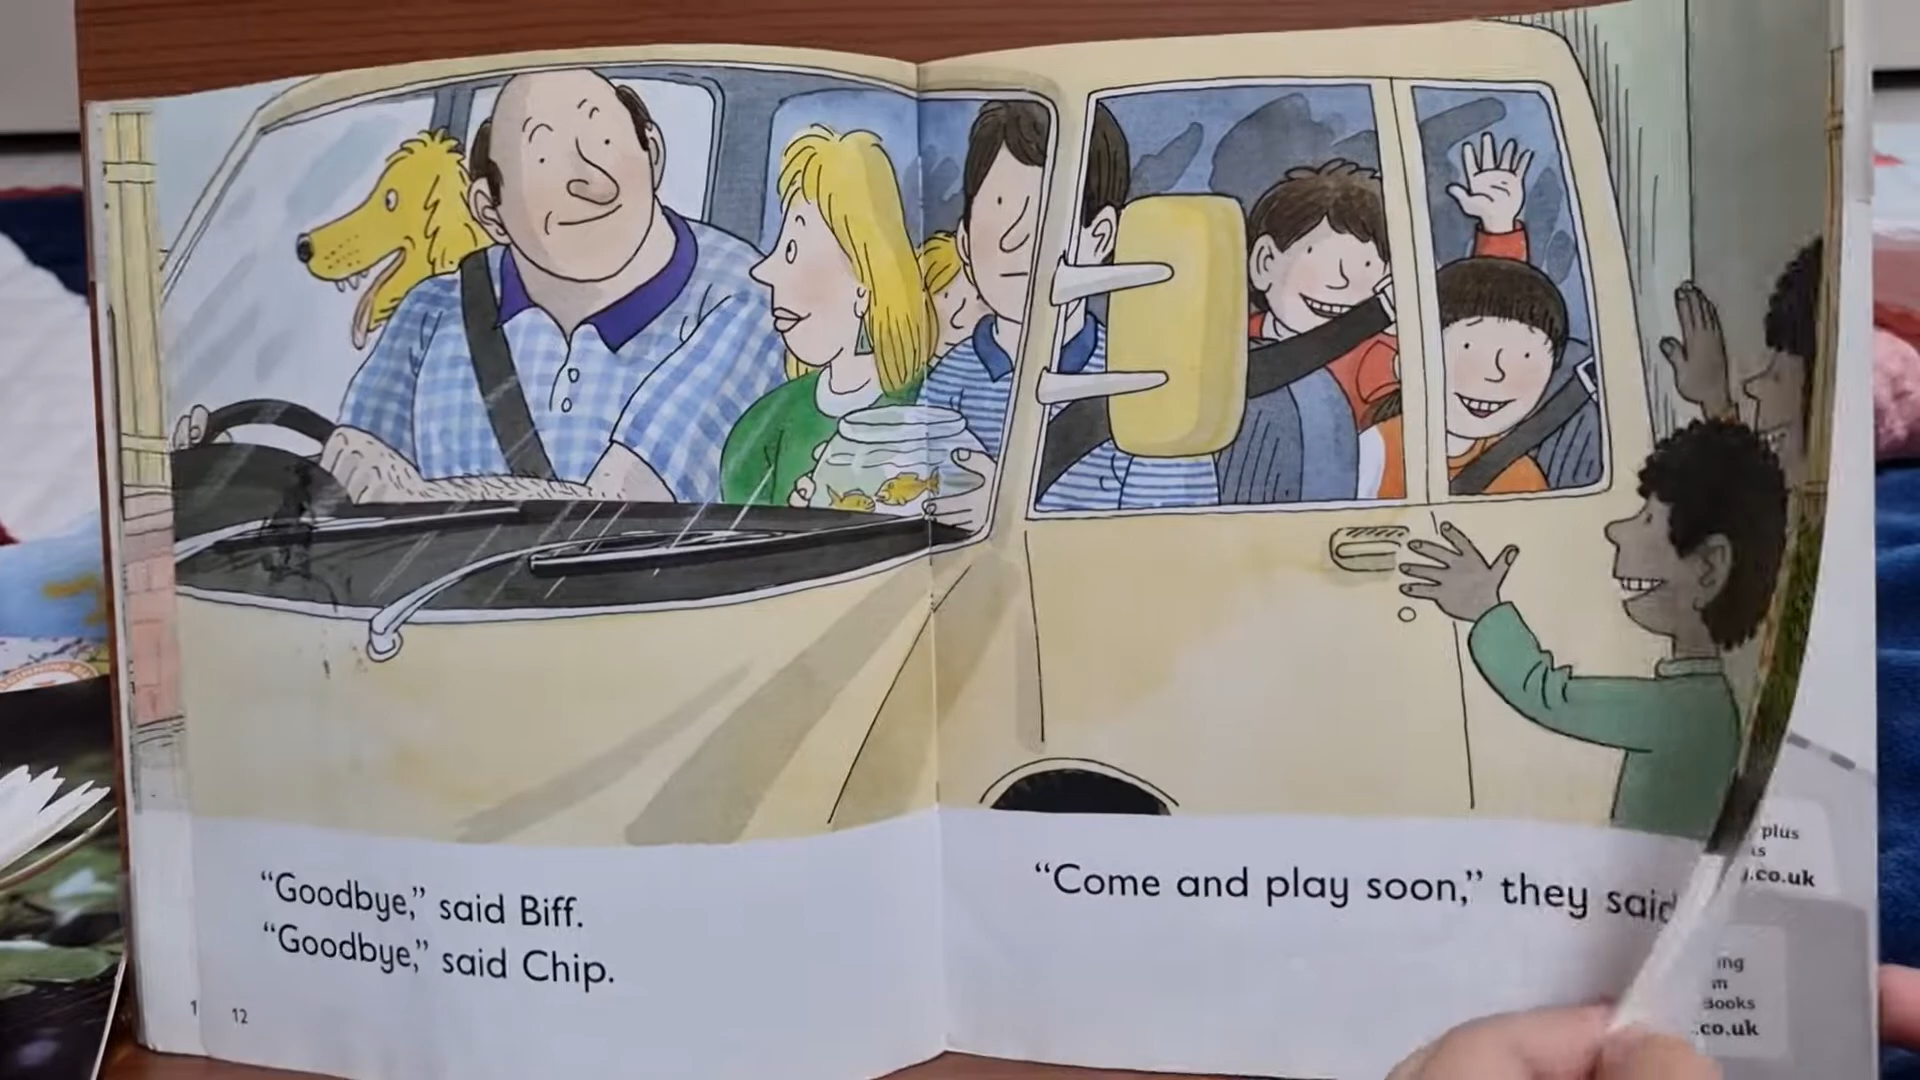 “Goodbye,” said Biff.
“Goodbye,” said Chip.
1
12
“Come and play soon,” they said
plus
.co.uk
Books
.co.uk